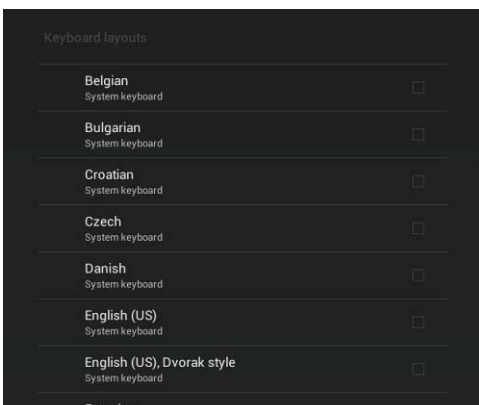 Keyboard layouts
Belgian
System keyboard
Bulgarian
System keyboard
Croatian
System keyboard
Czech
System keyboard
Danish
System keyboard
English (US)
System keyboard
English (US), Dvorak style
System keyboard